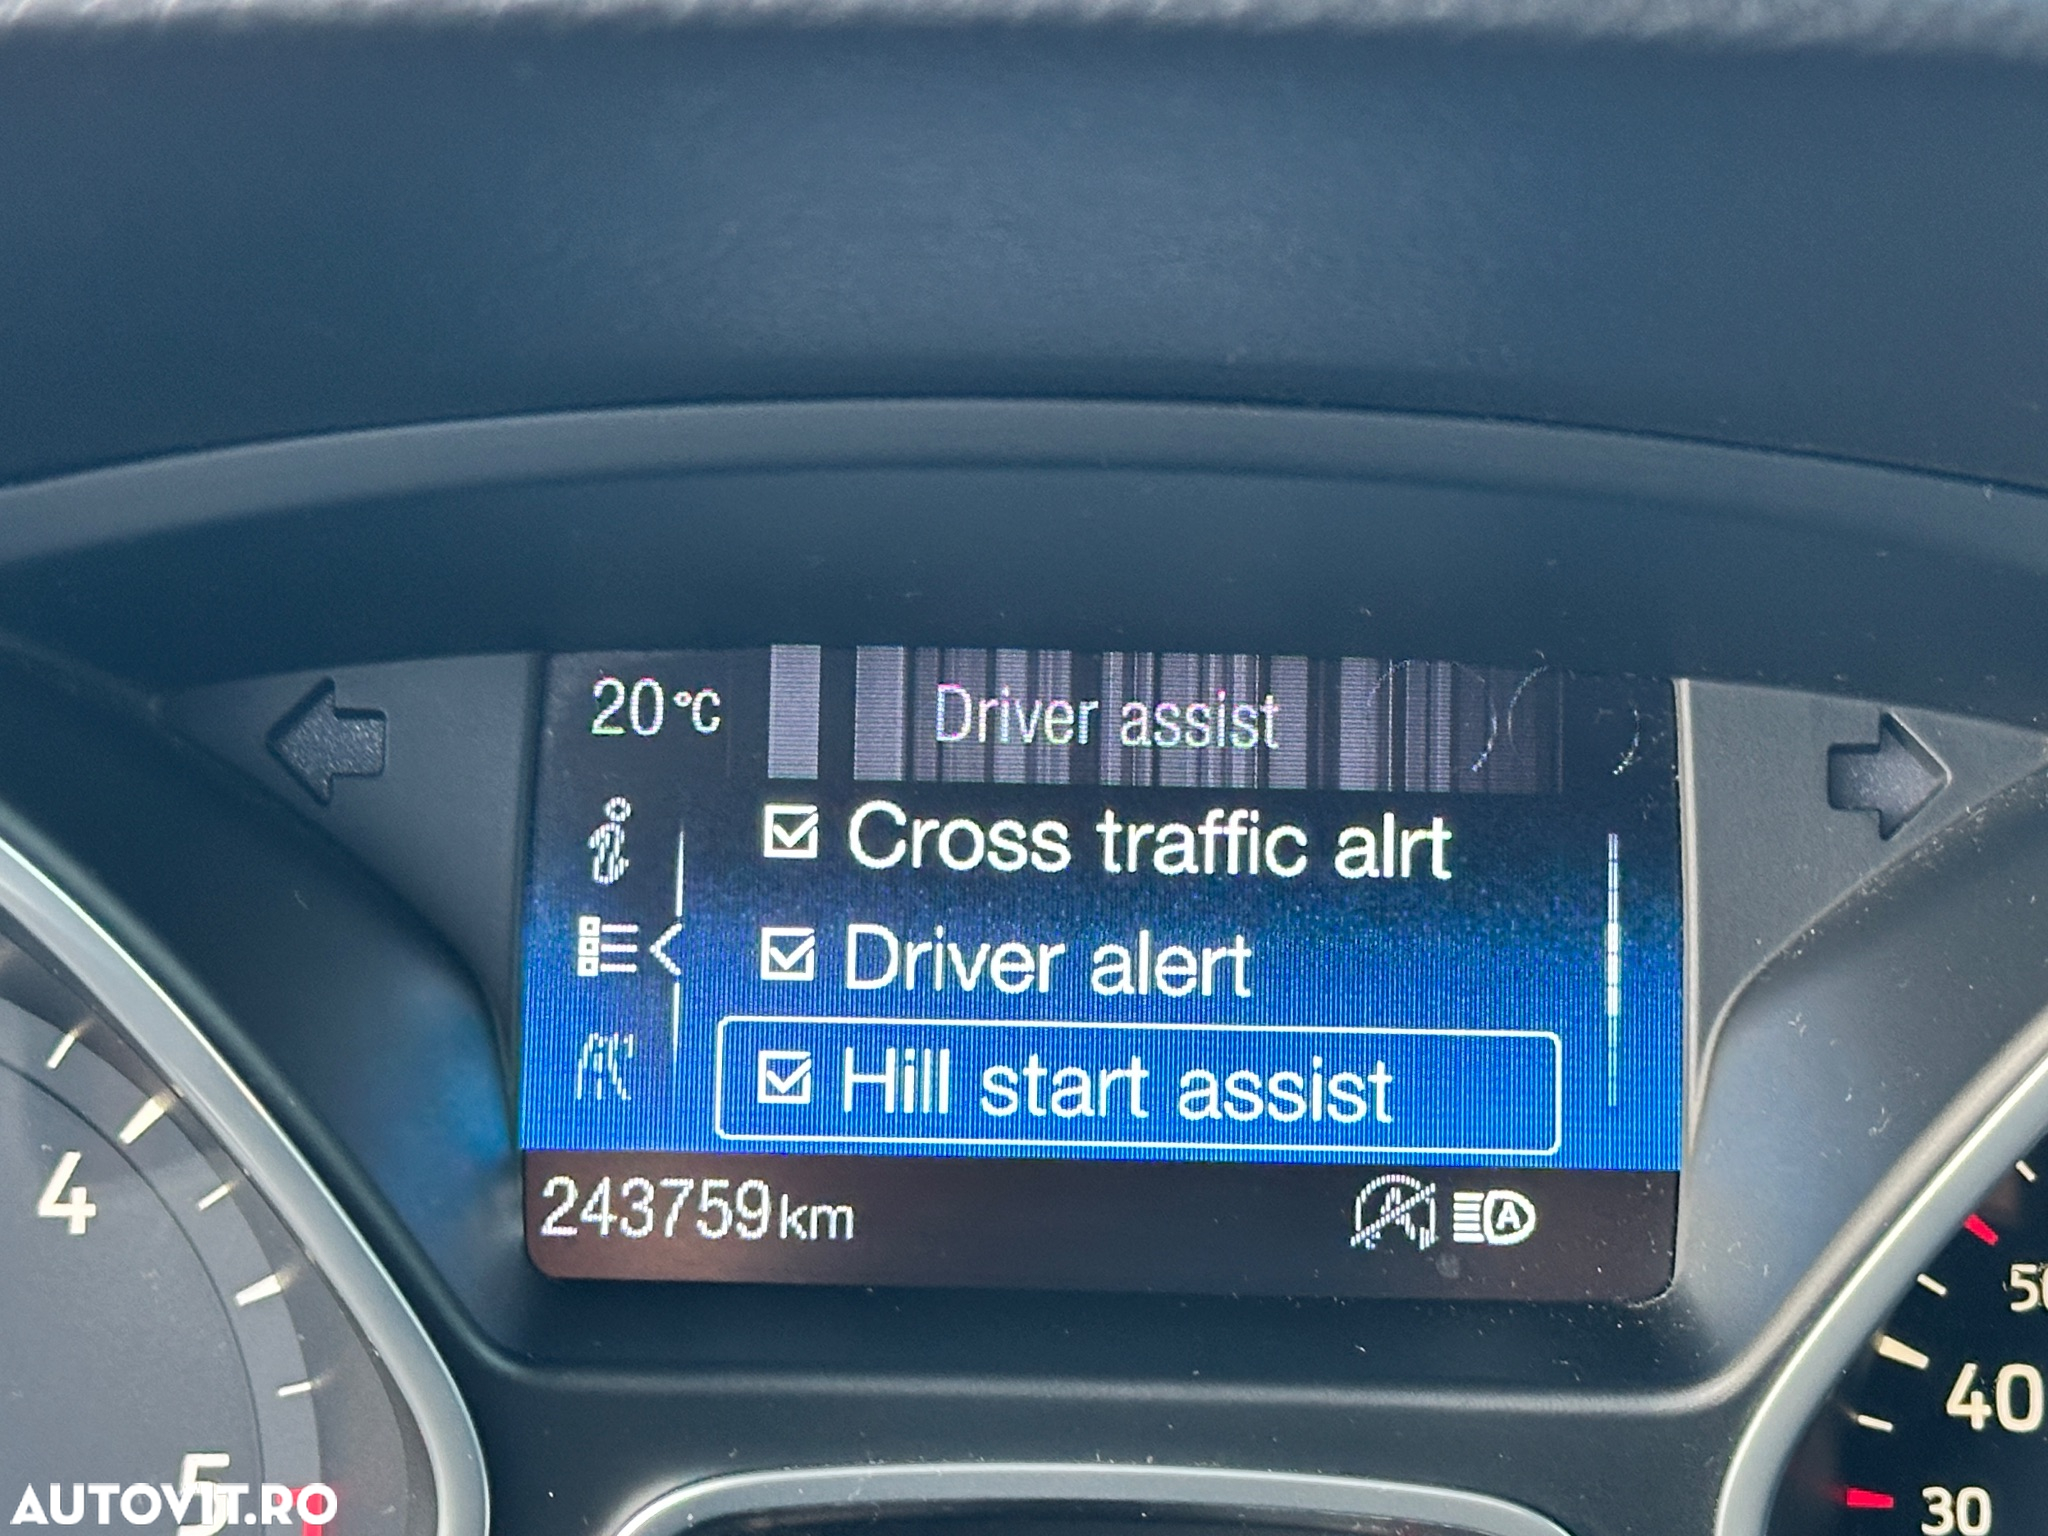 20°C
Driver assist
Cross traffic alrt
Driver alert
Hill start assist
243759km
A
4
5
50
40
30
AUTOVIT.RO